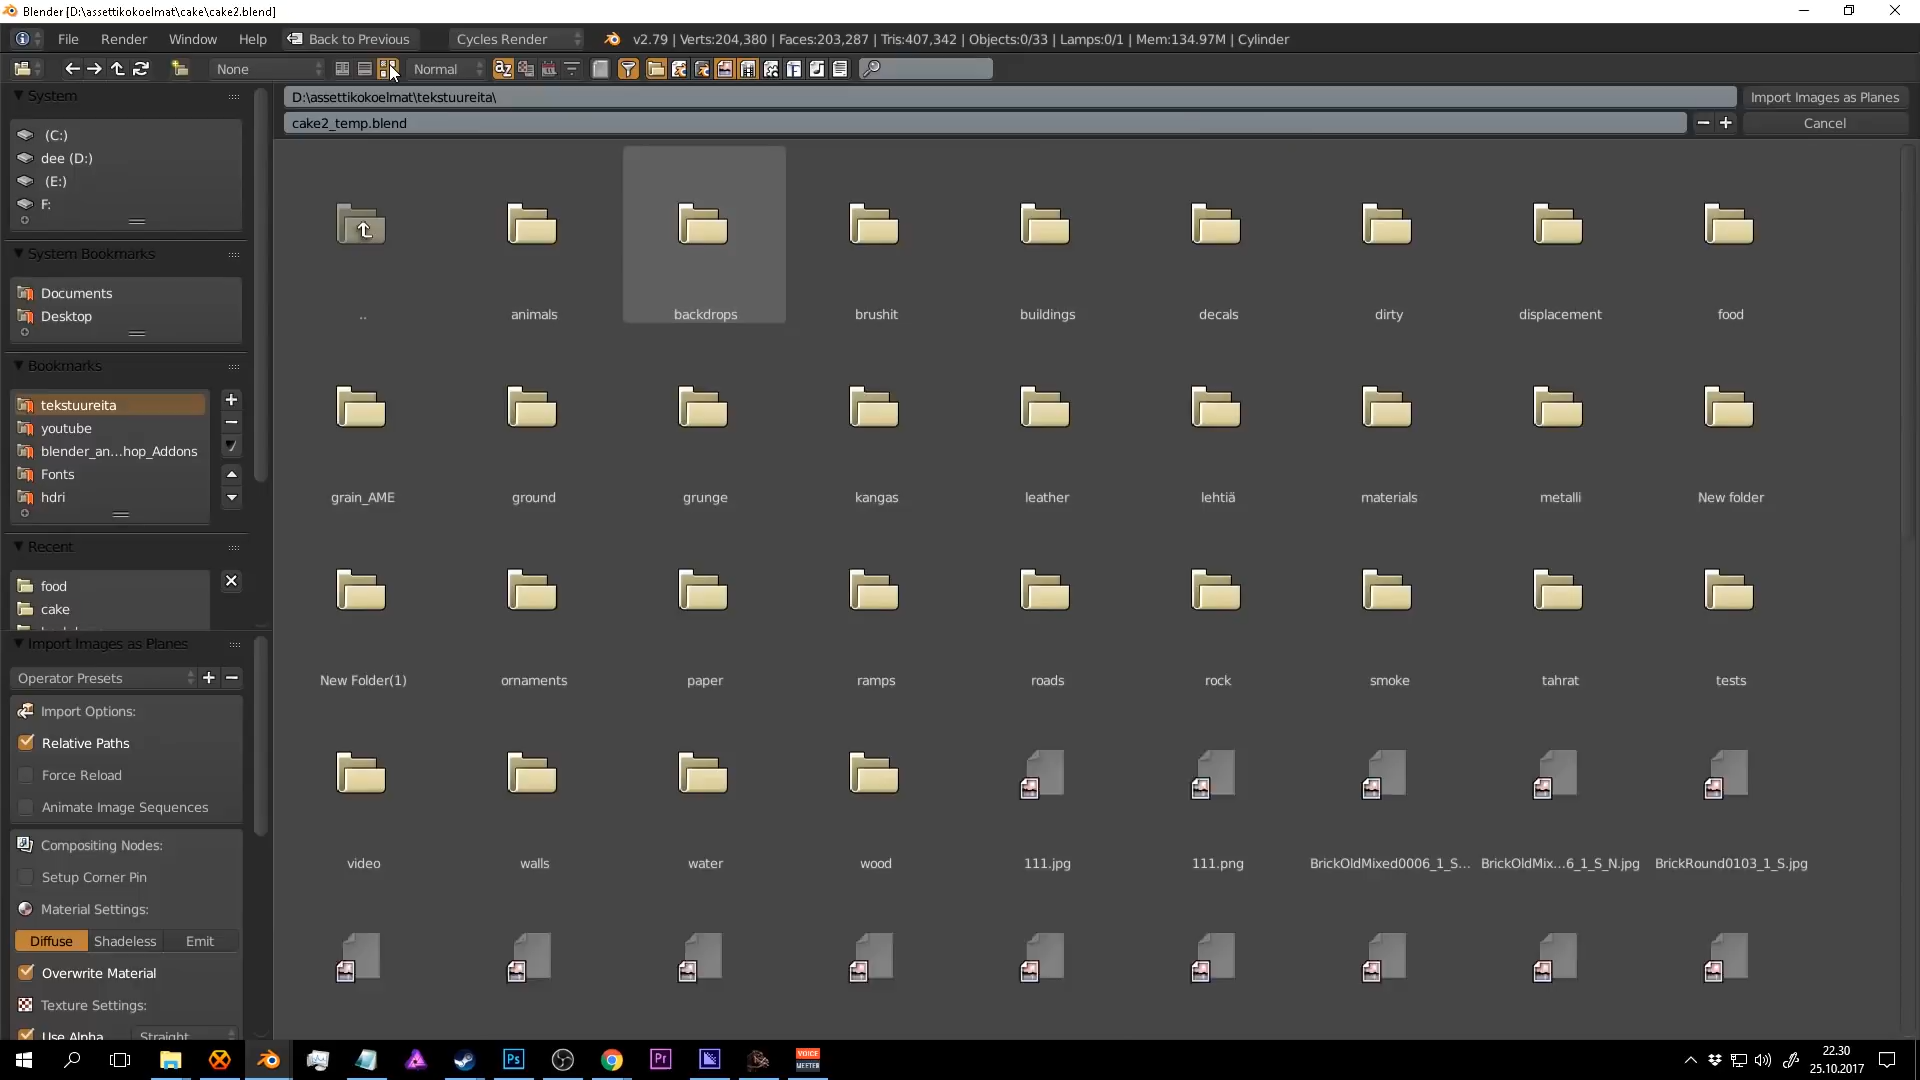 Blender [D:\assettikokoelmat\cake\cake2.blend]
File Render Window Help Back to Previous Cycles Render v2.79 | Verts:204,380 | Faces:203,287 | Tris:407,342 | Objects:0/33 | Lamps:0/1 | Mem:134.97M | Cylinder
None Normal
System
(C:)
dee (D:)
(E:)
F:
System Bookmarks
Documents
Desktop
Bookmarks
tekstuureita
youtube
blender_an...hop_Addons
Fonts
hdri
Recent
food
cake
Import Images as Planes
Operator Presets
Import Options:
Relative Paths
Force Reload
Animate Image Sequences
Compositing Nodes:
Setup Corner Pin
Material Settings:
Diffuse Shadeless Emit
Overwrite Material
Texture Settings:
Use Alpha Straight
D:\assettikokoelmat\tekstuureita\ Import Images as Planes
cake2_temp.blend Cancel
.. animals backdrops brushit buildings decals dirty displacement food
grain_AME ground grunge kangas leather lehtiä materials metalli New folder
New Folder(1) ornaments paper ramps roads rock smoke tahrat tests
video walls water wood 111.jpg 111.png BrickOldMixed0006_1_S... BrickOldMix...6_1_S_N.jpg BrickRound0103_1_S.jpg
Ps Pr VOICE MEETER
22.30
25.10.2017